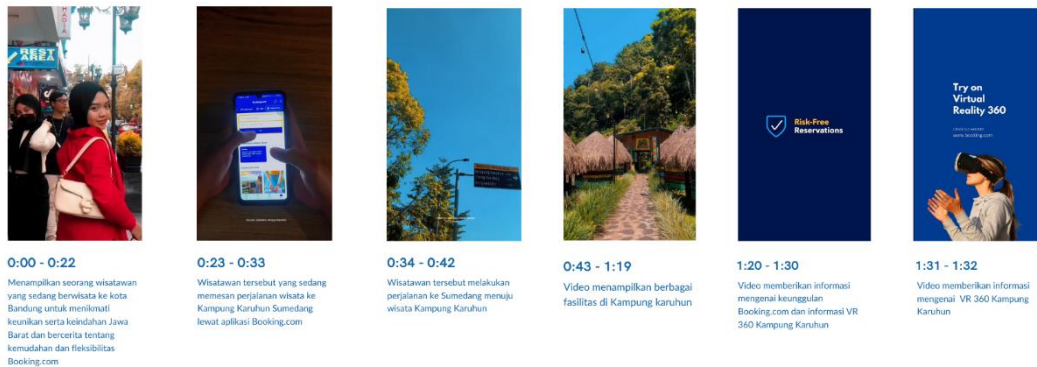 REST
AREA
Risk-Free
Reservations
Try on
Virtual
Reality 360
www.booking.com
0:00 - 0:22
Menampilkan seorang wisatawan
yang sedang berwisata ke kota
Bandung untuk menikmati
keunikan serta keindahan Jawa
Barat dan bercerita tentang
kemudahan dan fleksibilitas
Booking.com
0:23 - 0:33
Wisatawan tersebut yang sedang
memesan perjalanan wisata ke
Kampung Karuhun Sumedang
lewat aplikasi Booking.com
0:34 - 0:42
Wisatawan tersebut melakukan
perjalanan ke Sumedang menuju
wisata Kampung Karuhun
0:43 - 1:19
Video menampilkan berbagai
fasilitas di Kampung karuhun
1:20 - 1:30
Video memberikan informasi
mengenai keunggulan
Booking.com dan informasi VR
360 Kampung Karuhun
1:31 - 1:32
Video memberikan informasi
mengenai VR 360 Kampung
Karuhun